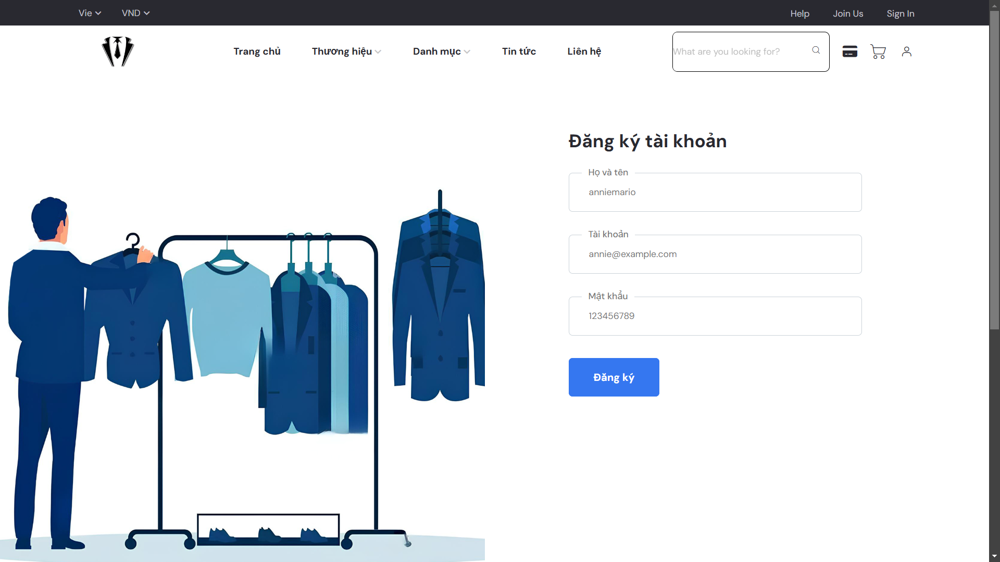 Vie
VND
Help
Join Us
Sign In
Trang chủ
Thương hiệu
Danh mục
Tin tức
Liên hệ
What are you looking for?
Đăng ký tài khoản
Họ và tên
anniemario
Tài khoản
annie@example.com
Mật khẩu
123456789
Đăng ký